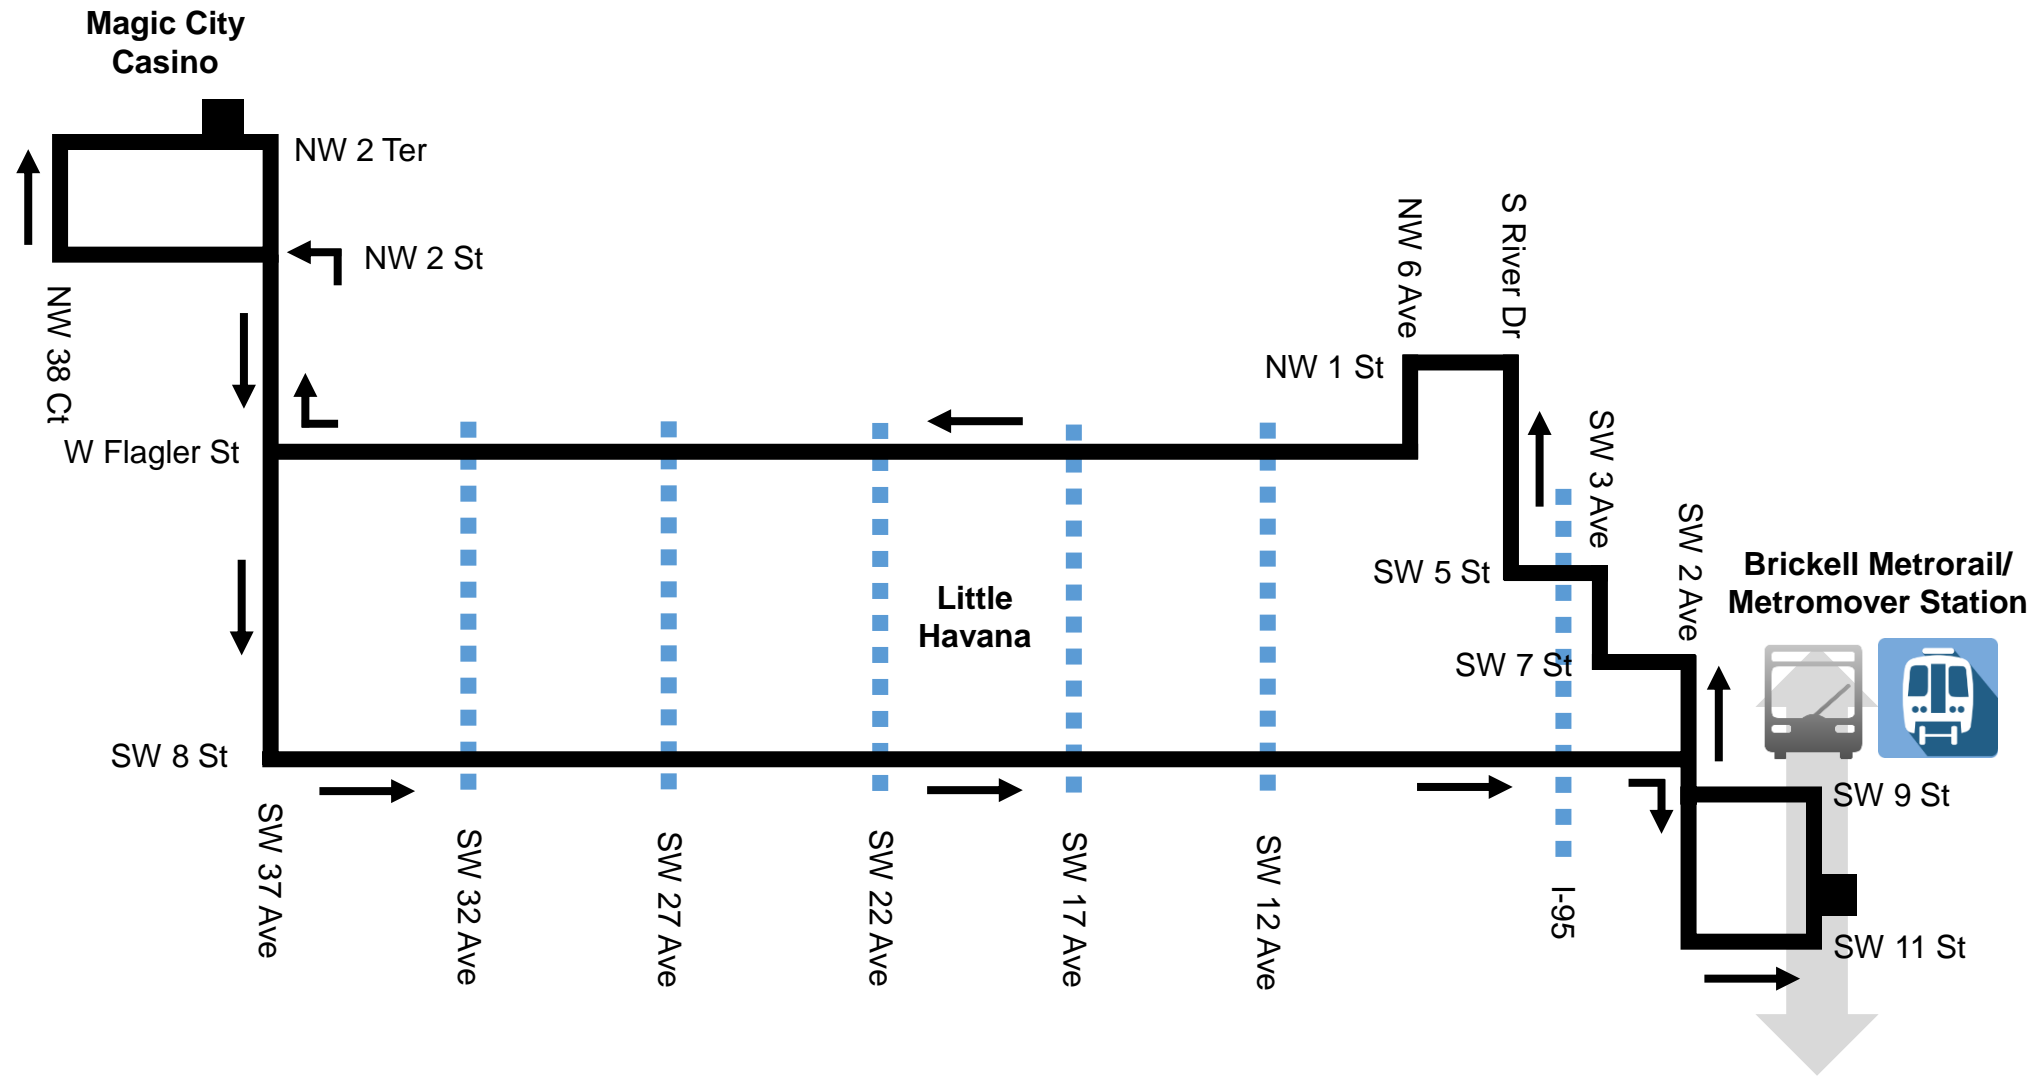 Magic City
Casino
NW 2 Ter
NW 2 St
NW 38 Ct
W Flagler St
SW 8 St
NW 1 St
NW 6 Ave
S River Dr
SW 3 Ave
SW 5 St
SW 7 St
SW 2 Ave
Brickell Metrorail/
Metromover Station
Little
Havana
SW 9 St
SW 11 St
SW 37 Ave
SW 32 Ave
SW 27 Ave
SW 22 Ave
SW 17 Ave
SW 12 Ave
I-95